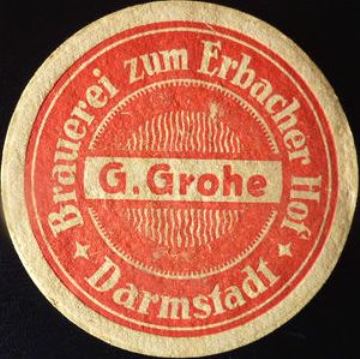 Brauerei zum Erbacher Hof
G. Grohe
Darmstadt